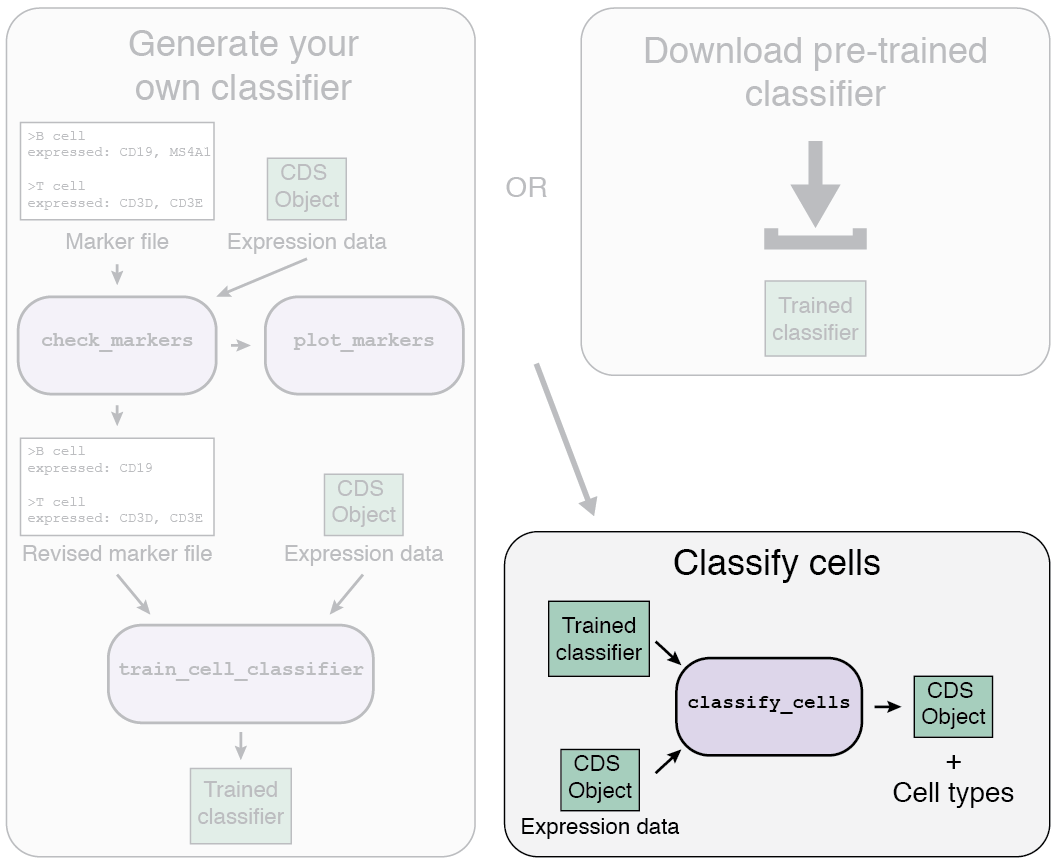 Generate your
own classifier
>B cell
expressed: CD19, MS4A1
>T cell
expressed: CD3D, CD3E
Marker file
CDS
Object
Expression data
check_markers
plot_markers
>B cell
expressed: CD19
>T cell
expressed: CD3D, CD3E
Revised marker file
CDS
Object
Expression data
train_cell_classifier
Trained
classifier
OR
Download pre-trained
classifier
Trained
classifier
Classify cells
Trained
classifier
CDS
Object
Expression data
classify_cells
CDS
Object
+
Cell types